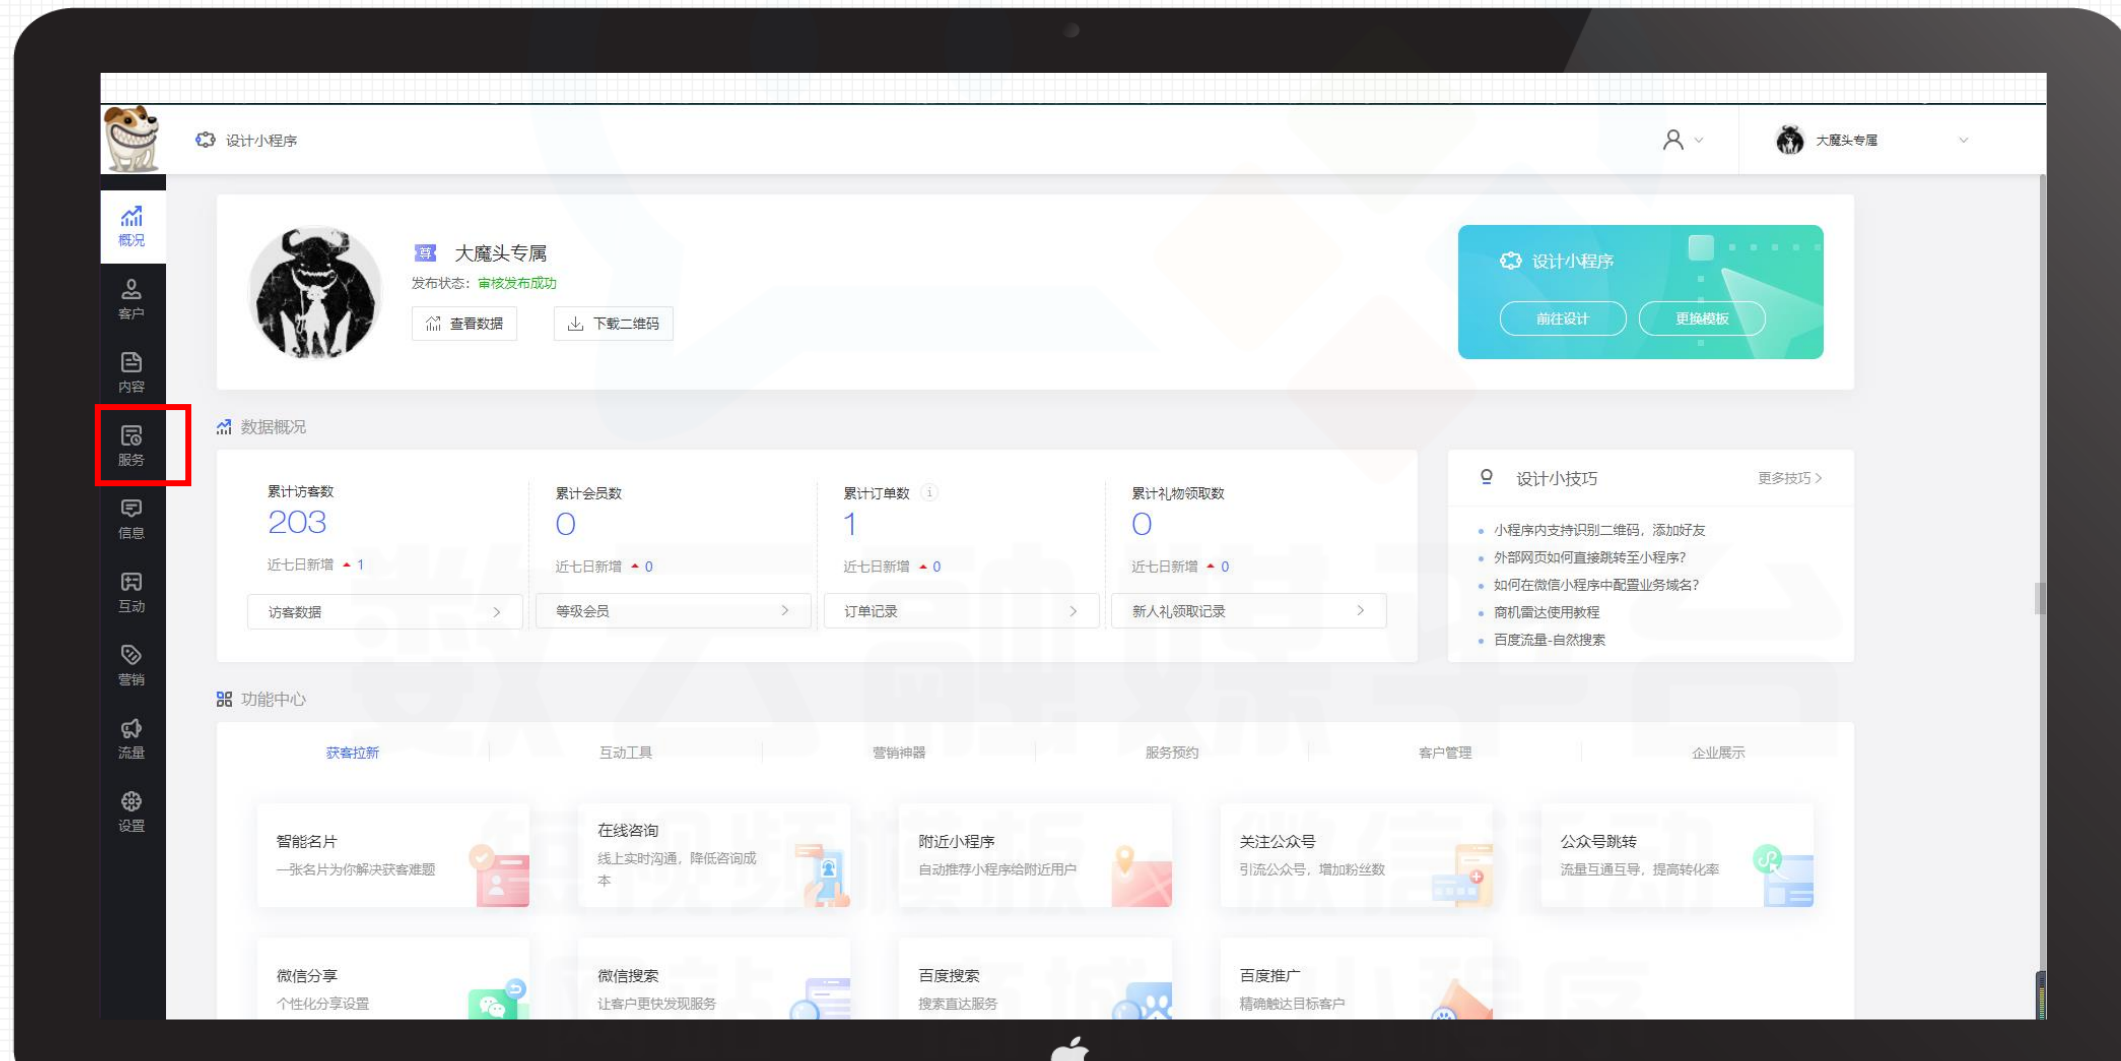 设计小程序
大魔头专属
概况
客户
内容
服务
信息
互动
营销
流量
设置
尊 大魔头专属
发布状态：审核发布成功
查看数据
下载二维码
设计小程序
前往设计
更换模板
数据概况
累计访客数
203
近七日新增 1
访客数据 >
累计会员数
0
近七日新增 0
等级会员 >
累计订单数
1
近七日新增 0
订单记录 >
累计礼物领取数
0
近七日新增 0
新人礼领取记录 >
设计小技巧
更多技巧 >
小程序内支持识别二维码，添加好友
外部网页如何直接跳转至小程序？
如何在微信小程序中配置业务域名？
商机雷达使用教程
百度流量-自然搜索
功能中心
获客拉新
互动工具
营销神器
服务预约
客户管理
企业展示
智能名片
一张名片为你解决获客难题
在线咨询
线上实时沟通，降低咨询成
本
附近小程序
自动推荐小程序给附近用户
关注公众号
引流公众号，增加粉丝数
公众号跳转
流量互通互导，提高转化率
微信分享
个性化分享设置
微信搜索
让客户更快发现服务
百度搜索
搜索直达服务
百度推广
精确触达目标客户